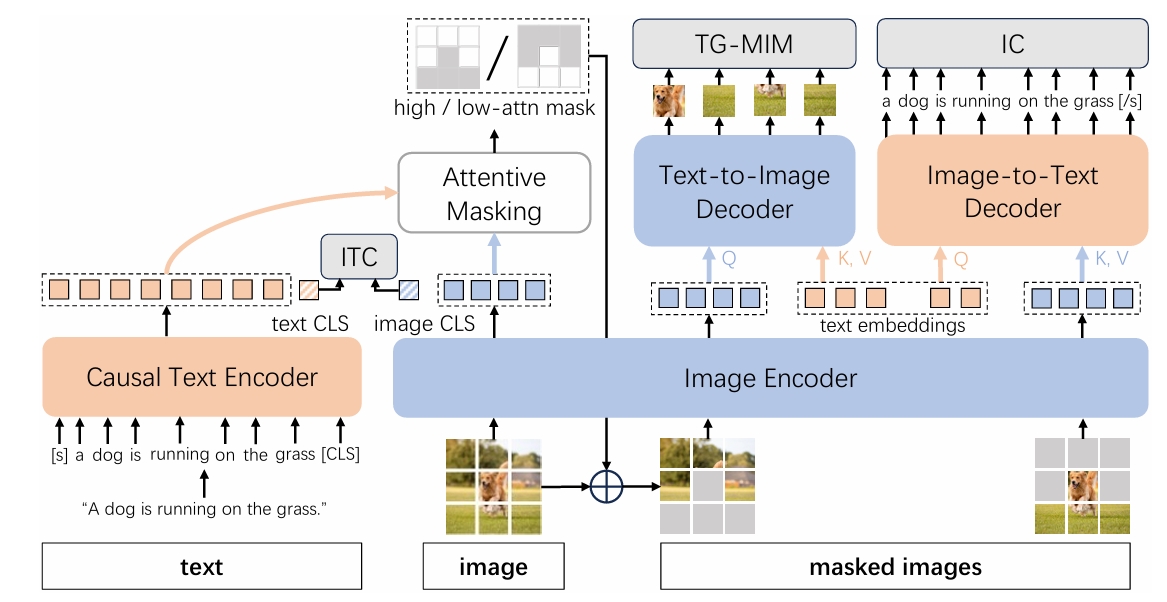 TG-MIM
IC
high / low-attn mask
a dog is running on the grass [/s]
Attentive
Masking
Text-to-Image
Decoder
Image-to-Text
Decoder
ITC
Q
K, V
Q
K, V
text CLS
image CLS
text embeddings
Causal Text Encoder
Image Encoder
[s] a dog is running on the grass [CLS]
“A dog is running on the grass.”
text
image
masked images